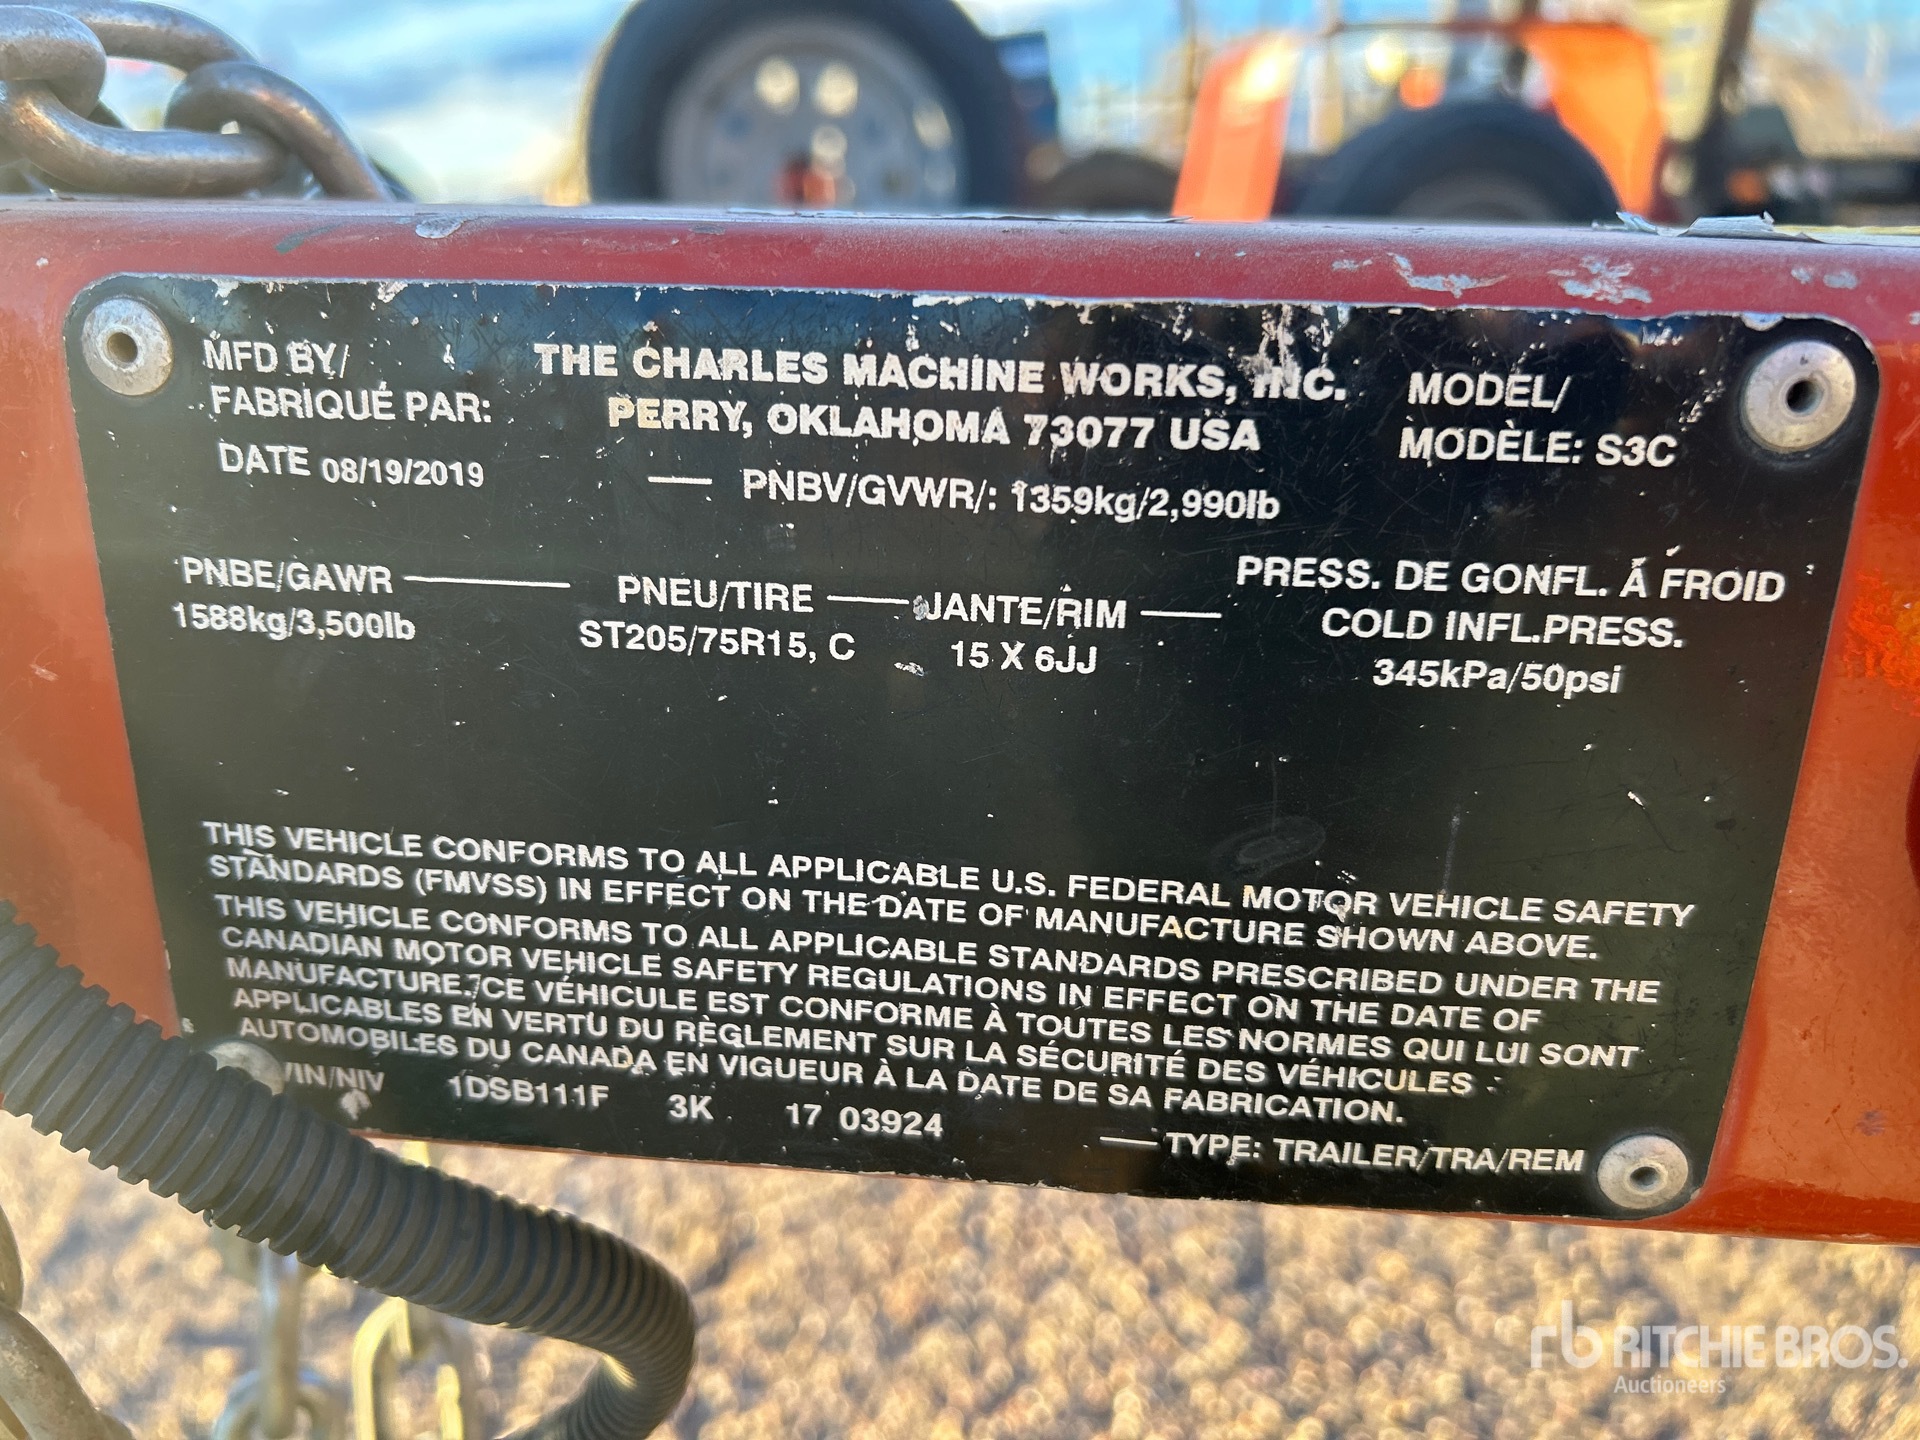 MFD BY/
FABRIQUÉ PAR:
THE CHARLES MACHINE WORKS, INC.
PERRY, OKLAHOMA 73077 USA
MODEL/
MODÈLE: S3C
DATE 08/19/2019
PNBV/GVWR/: 1359kg/2,990lb
PNBE/GAWR
1588kg/3,500lb
PNEU/TIRE
ST205/75R15, C
JANTE/RIM
15 X 6JJ
PRESS. DE GONFL. Á FROID
COLD INFL.PRESS.
345kPa/50psi
THIS VEHICLE CONFORMS TO ALL APPLICABLE U.S. FEDERAL MOTOR VEHICLE SAFETY
STANDARDS (FMVSS) IN EFFECT ON THE DATE OF MANUFACTURE SHOWN ABOVE.
THIS VEHICLE CONFORMS TO ALL APPLICABLE STANDARDS PRESCRIBED UNDER THE
CANADIAN MOTOR VEHICLE SAFETY REGULATIONS IN EFFECT ON THE DATE OF
MANUFACTURE./CE VÉHICULE EST CONFORME À TOUTES LES NORMES QUI LUI SONT
APPLICABLES EN VERTU DU RÈGLEMENT SUR LA SÉCURITÉ DES VÉHICULES
AUTOMOBILES DU CANADA EN VIGUEUR À LA DATE DE SA FABRICATION.
VIN/NIV 1DSB111F 3K 17 03924
TYPE: TRAILER/TRA/REM
rb RITCHIE BROS.
Auctioneers